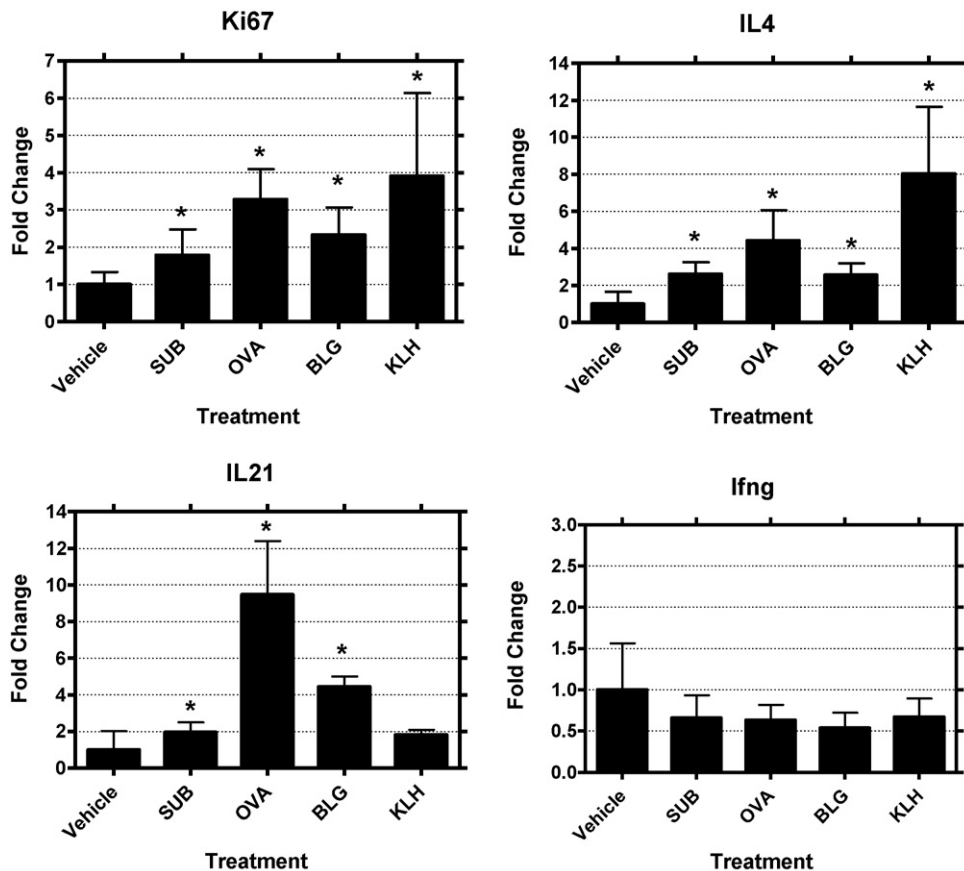 Ki67
7
6
5
4
3
2
1
0
Fold Change
*
*
*
*
Vehicle
SUB
OVA
BLG
KLH
Treatment
IL4
14
12
10
8
6
4
2
0
Fold Change
*
*
*
*
Vehicle
SUB
OVA
BLG
KLH
Treatment
IL21
14
12
10
8
6
4
2
0
Fold Change
*
*
*
Vehicle
SUB
OVA
BLG
KLH
Treatment
Ifng
3.0
2.5
2.0
1.5
1.0
0.5
0.0
Fold Change
Vehicle
SUB
OVA
BLG
KLH
Treatment